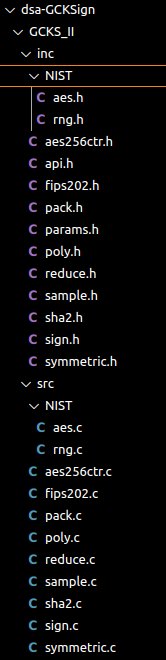 dsa-GCKSign
GCKS_II
inc
NIST
C aes.h
C rng.h
C aes256ctr.h
C api.h
C fips202.h
C pack.h
C params.h
C poly.h
C reduce.h
C sample.h
C sha2.h
C sign.h
C symmetric.h
src
NIST
C aes.c
C rng.c
C aes256ctr.c
C fips202.c
C pack.c
C poly.c
C reduce.c
C sample.c
C sha2.c
C sign.c
C symmetric.c